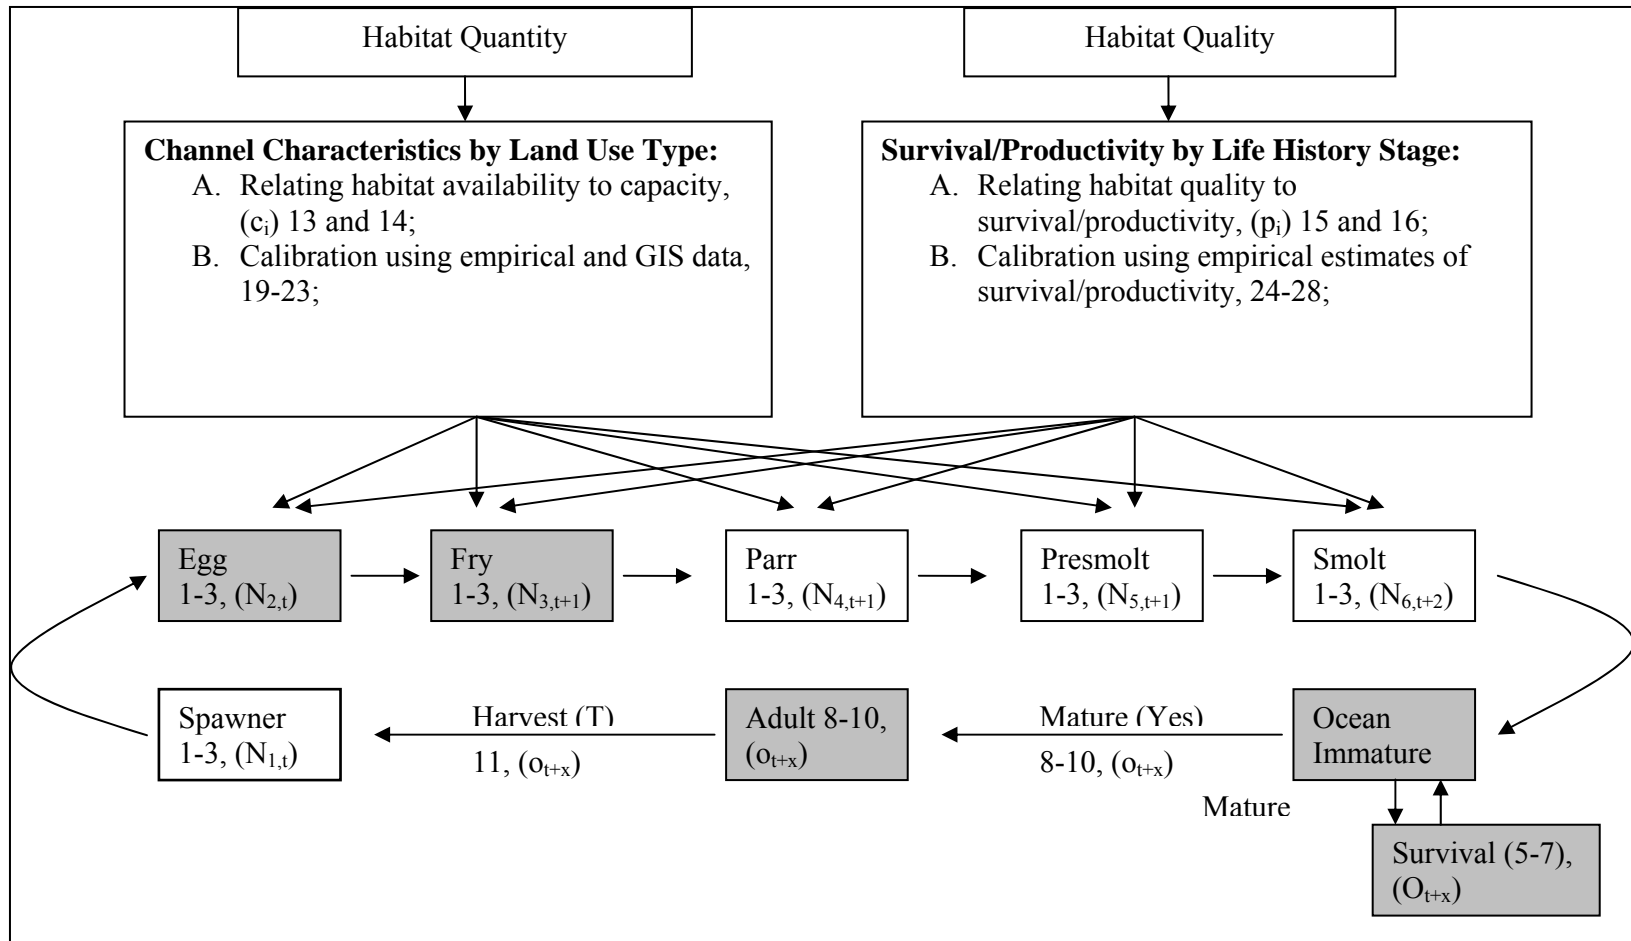 Habitat Quantity
Habitat Quality
Channel Characteristics by Land Use Type:
A. Relating habitat availability to capacity,
(cᵢ) 13 and 14;
B. Calibration using empirical and GIS data,
19-23;
Survival/Productivity by Life History Stage:
A. Relating habitat quality to
survival/productivity, (pᵢ) 15 and 16;
B. Calibration using empirical estimates of
survival/productivity, 24-28;
Egg
1-3, (N2,t)
Fry
1-3, (N3,t+1)
Parr
1-3, (N4,t+1)
Presmolt
1-3, (N5,t+1)
Smolt
1-3, (N6,t+2)
Spawner
1-3, (N1,t)
Harvest (T)
11, (ot+x)
Adult 8-10,
(ot+x)
Mature (Yes)
8-10, (ot+x)
Ocean
Immature
Mature
Survival (5-7),
(Ot+x)